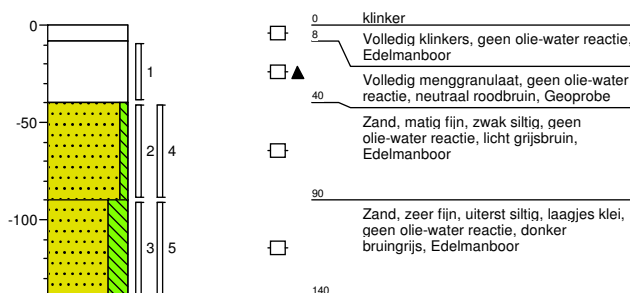 0
-50
-100
1
2
4
3
5
0
klinker
8
Volledig klinkers, geen olie-water reactie,
Edelmanboor
Volledig menggranulaat, geen olie-water
reactie, neutraal roodbruin, Geoprobe
40
Zand, matig fijn, zwak siltig, geen
olie-water reactie, licht grijsbruin,
Edelmanboor
90
Zand, zeer fijn, uiterst siltig, laagjes klei,
geen olie-water reactie, donker
bruingrijs, Edelmanboor
140